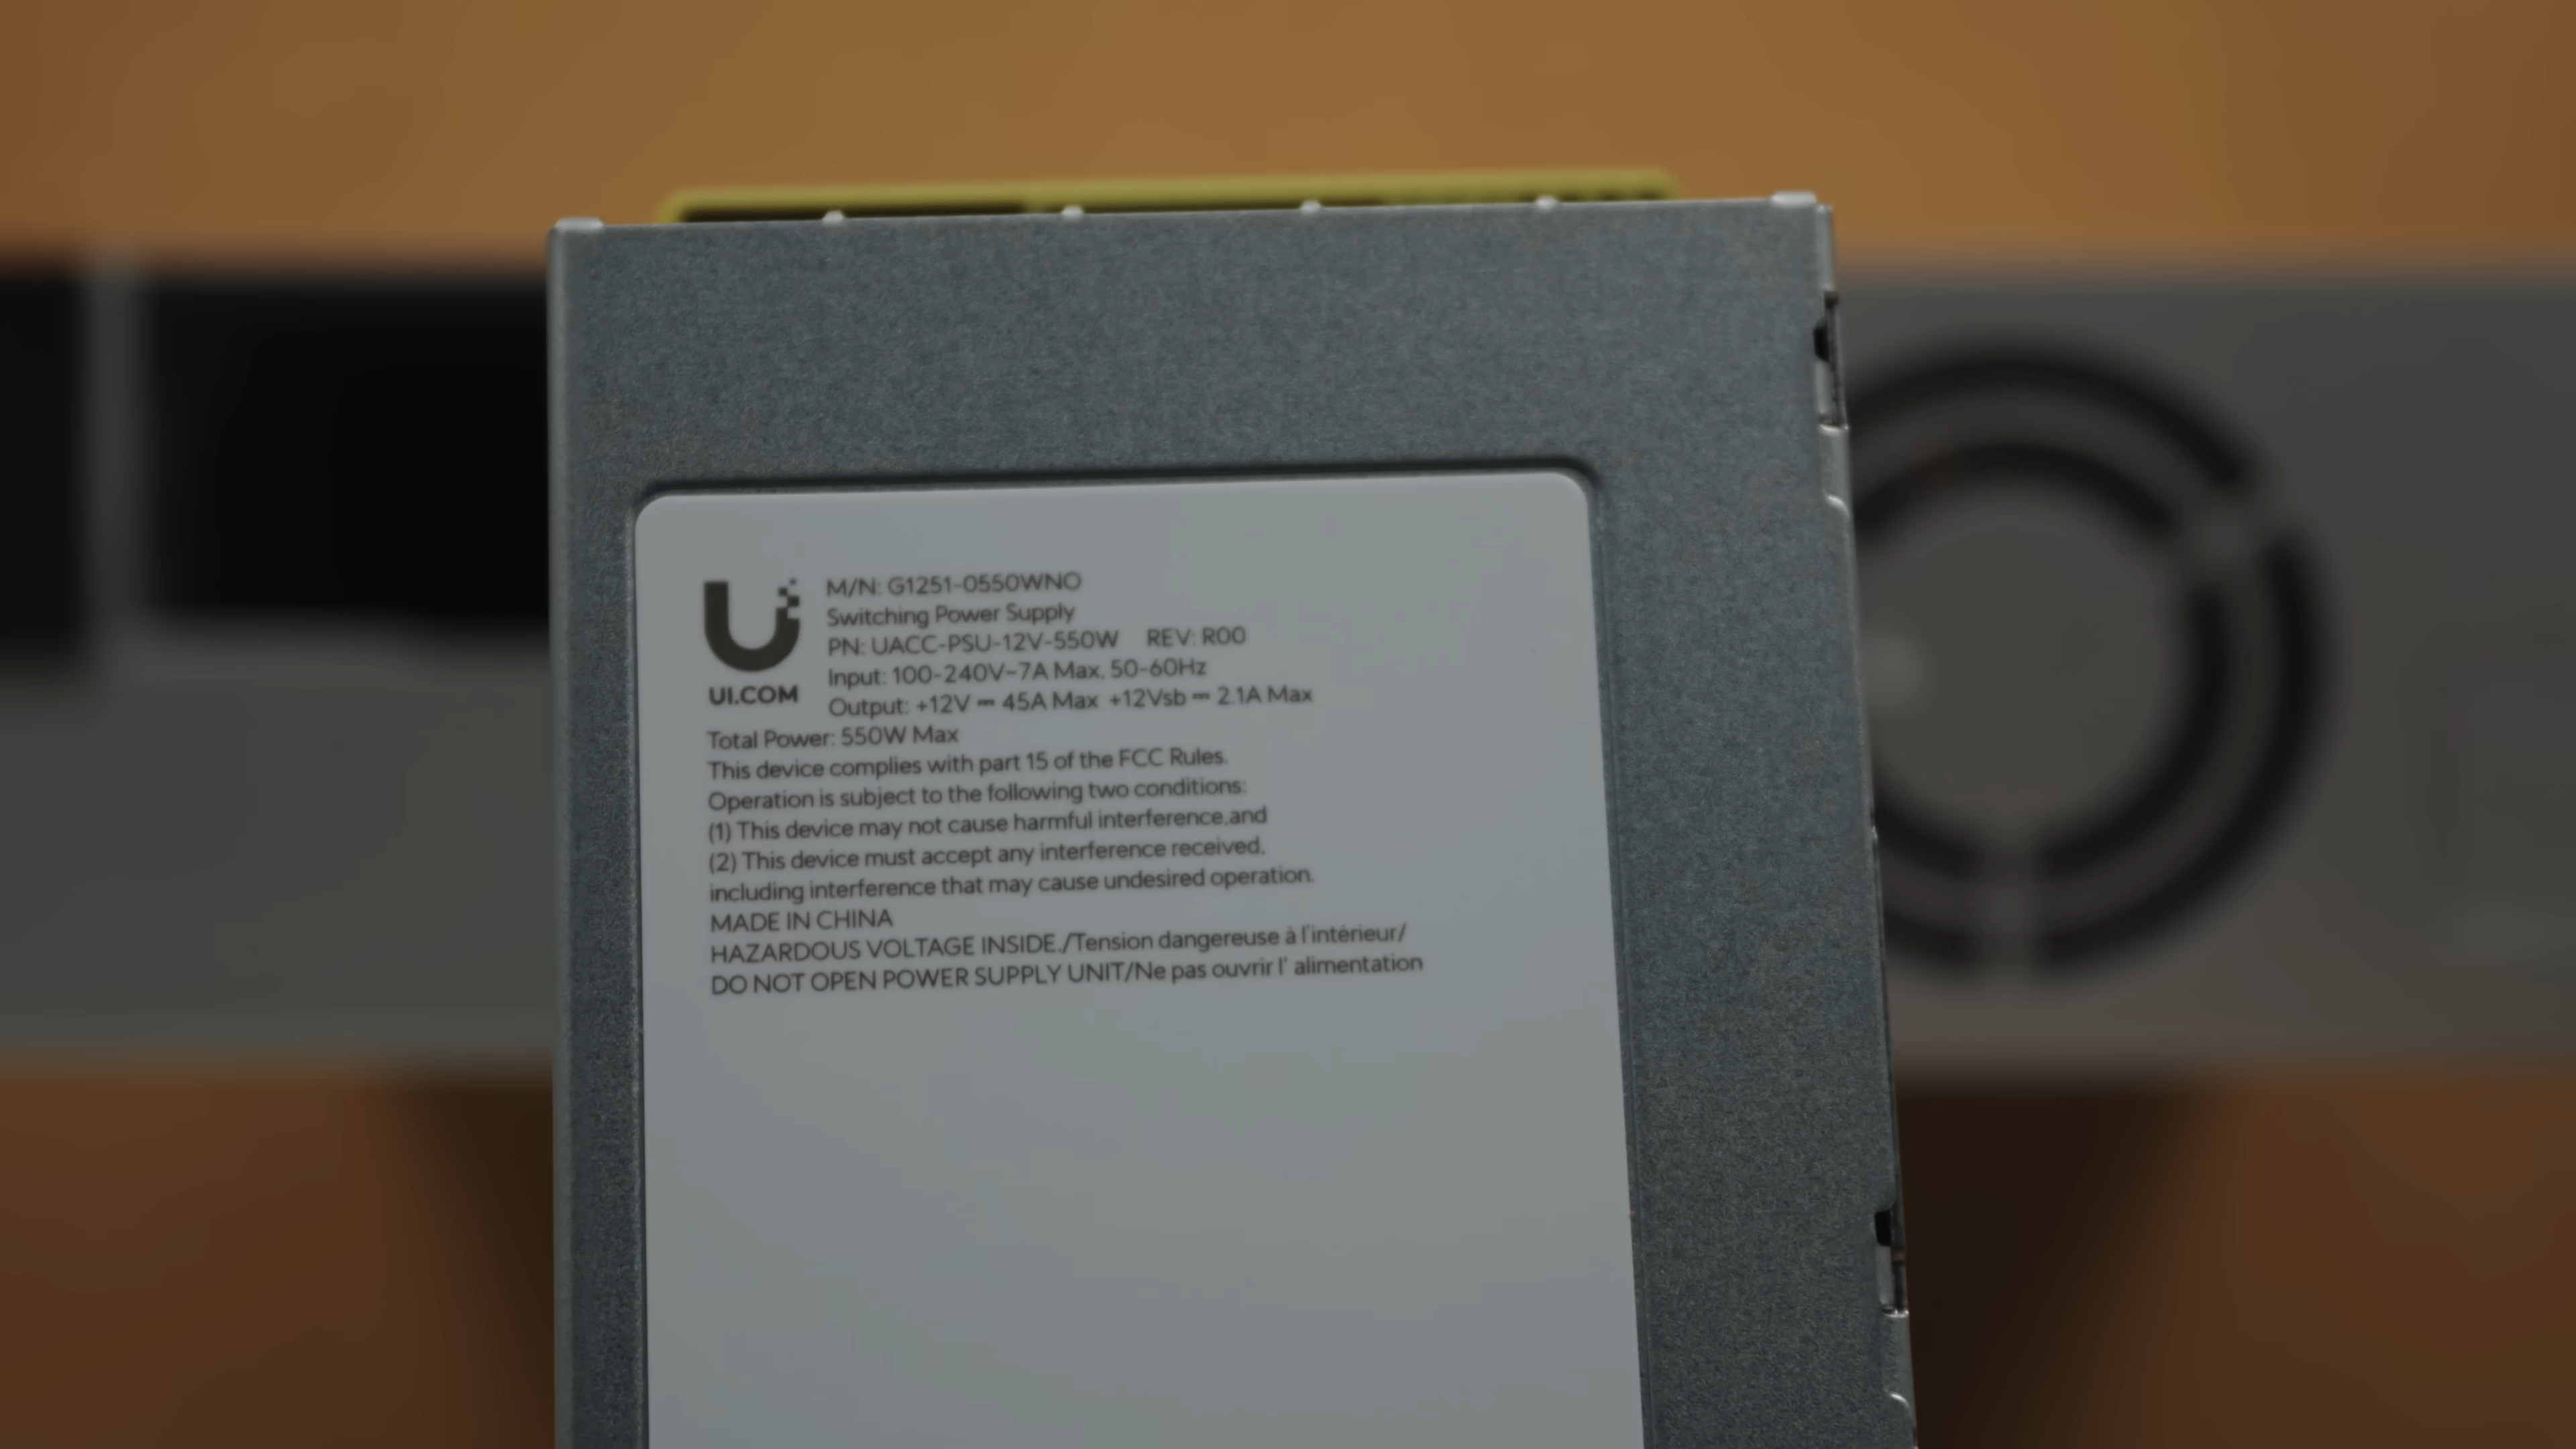 M/N: G1251-0550WNO
Switching Power Supply
PN: UACC-PSU-12V-550W REV: R00
Input: 100-240V~7A Max, 50-60Hz
UI.COM
Output: +12V ⎓ 45A Max +12Vsb ⎓ 2.1A Max
Total Power: 550W Max
This device complies with part 15 of the FCC Rules.
Operation is subject to the following two conditions:
(1) This device may not cause harmful interference,and
(2) This device must accept any interference received,
including interference that may cause undesired operation.
MADE IN CHINA
HAZARDOUS VOLTAGE INSIDE./Tension dangereuse à l'intérieur/
DO NOT OPEN POWER SUPPLY UNIT/Ne pas ouvrir l' alimentation